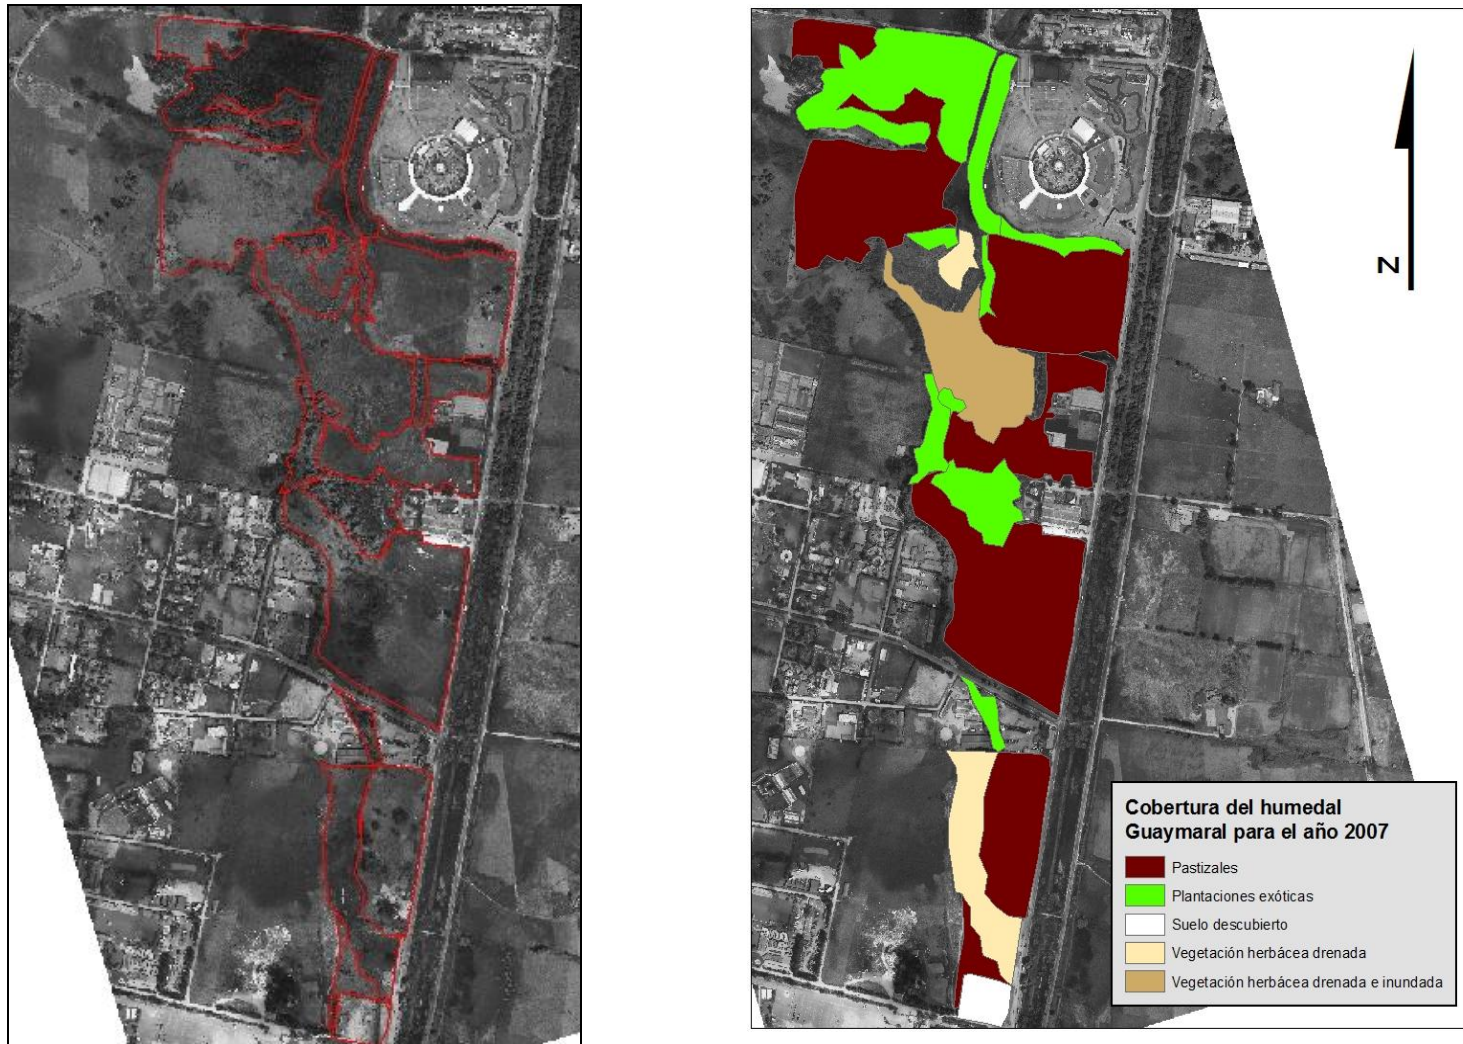 N
Cobertura del humedal
Guaymaral para el año 2007
Pastizales
Plantaciones exóticas
Suelo descubierto
Vegetación herbácea drenada
Vegetación herbácea drenada e inundada